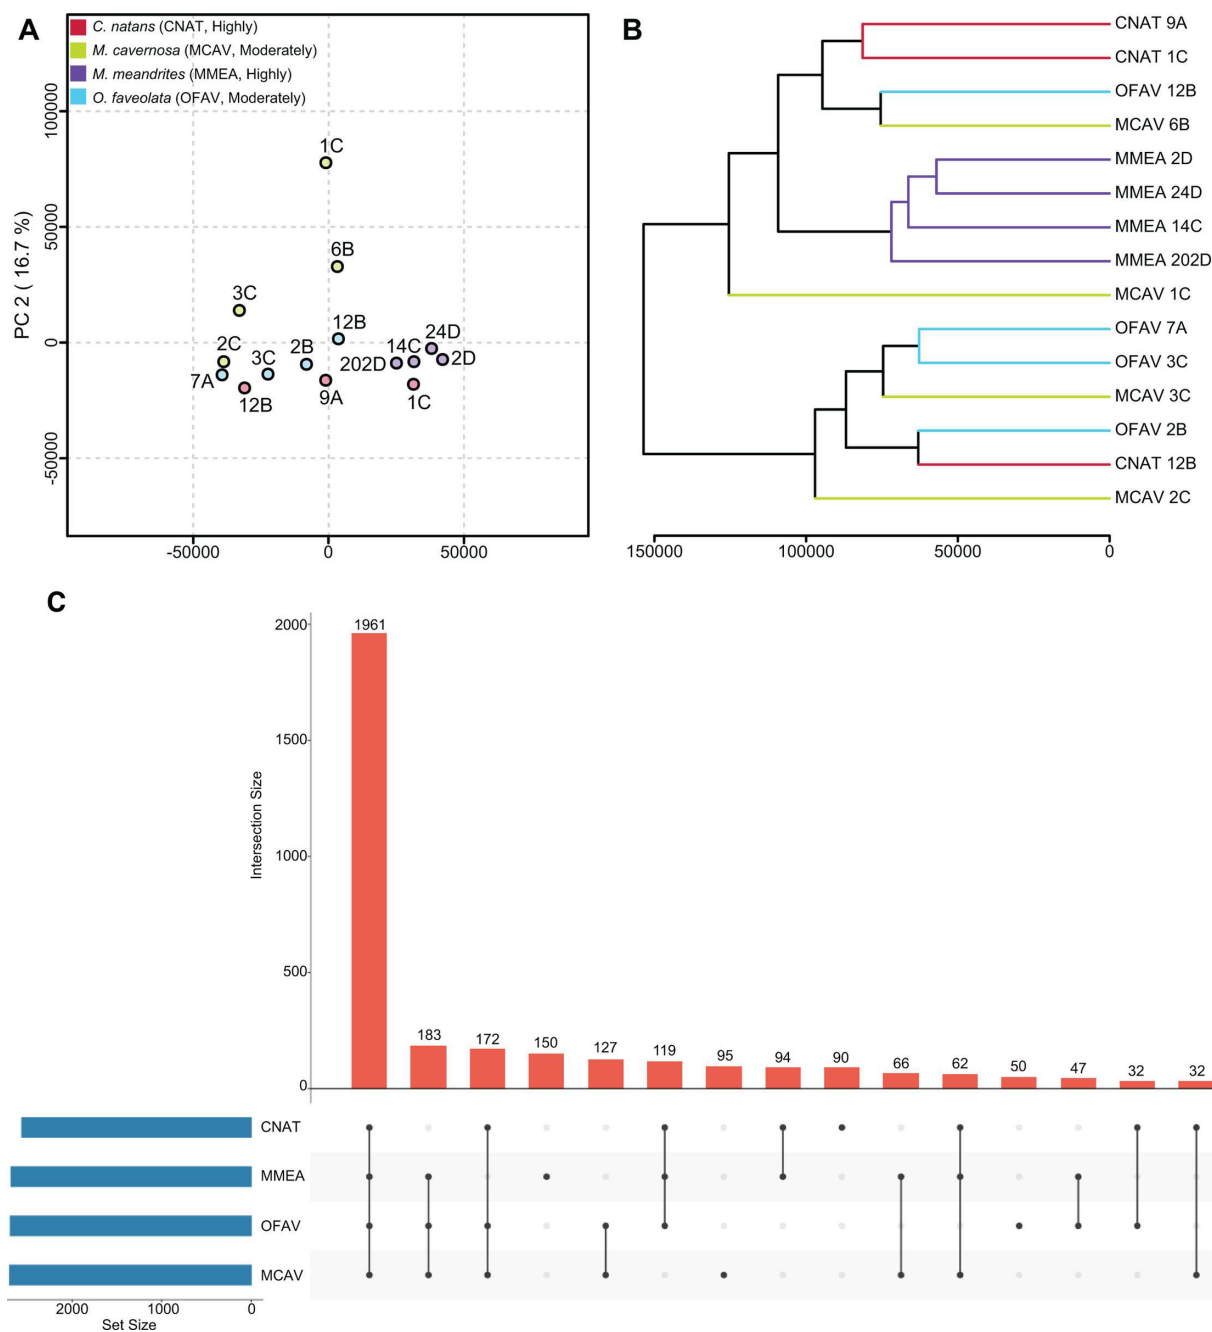 A
C. natans (CNAT, Highly)
M. cavernosa (MCAV, Moderately)
M. meandrites (MMEA, Highly)
O. faveolata (OFAV, Moderately)
PC 2 ( 16.7 %)
100000
50000
0
-50000
1C
6B
3C
12B
24D
2C
3C
2B
14C
202D
2D
7A
12B
9A
1C
-50000
0
50000
B
CNAT 9A
CNAT 1C
OFAV 12B
MCAV 6B
MMEA 2D
MMEA 24D
MMEA 14C
MMEA 202D
MCAV 1C
OFAV 7A
OFAV 3C
MCAV 3C
OFAV 2B
CNAT 12B
MCAV 2C
150000
100000
50000
0
C
Intersection Size
2000
1500
1000
500
0
1961
183
172
150
127
119
95
94
90
66
62
50
47
32
32
CNAT
MMEA
OFAV
MCAV
2000
1000
0
Set Size